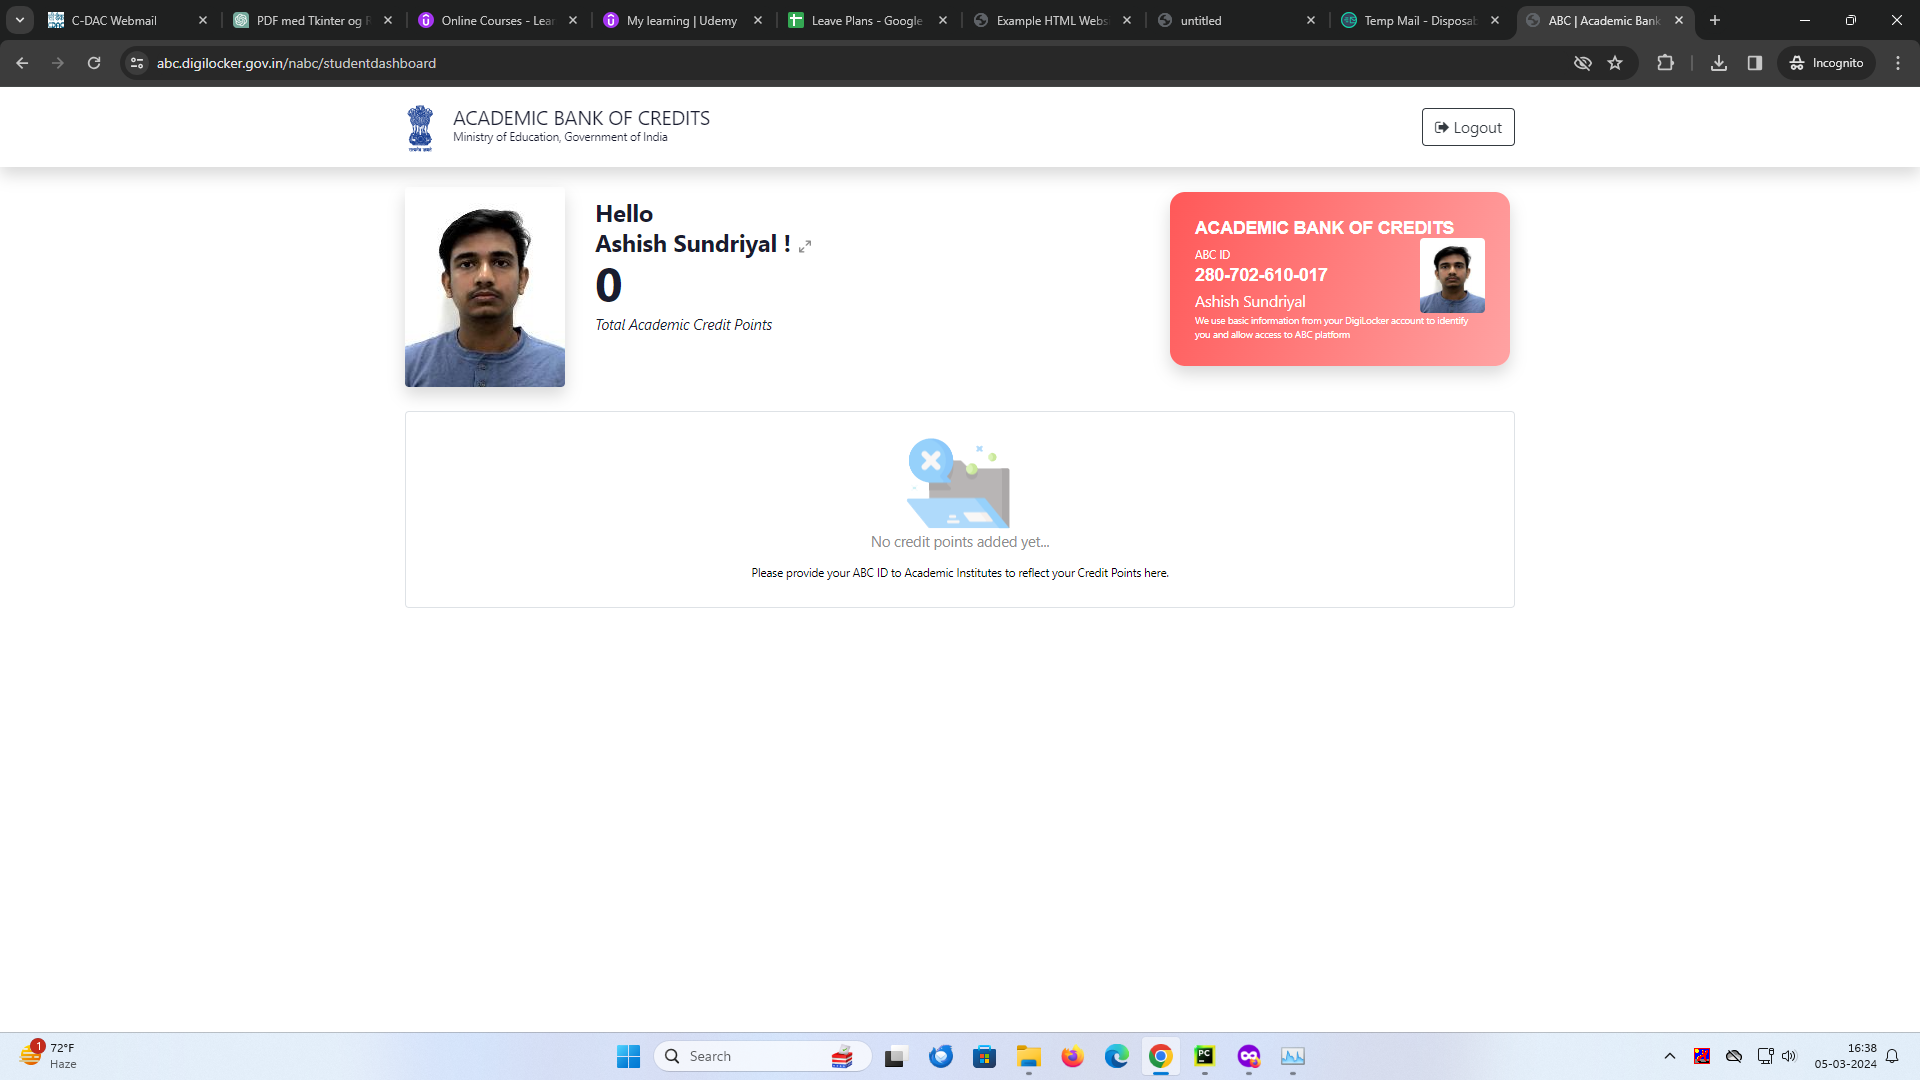 C-DAC Webmail
PDF med Tkinter og R
Online Courses - Lear
My learning | Udemy
Leave Plans - Google
Example HTML Webs
untitled
Temp Mail - Disposab
ABC | Academic Bank
abc.digilocker.gov.in/nabc/studentdashboard
Incognito
ACADEMIC BANK OF CREDITS
Ministry of Education, Government of India
Logout
Hello
Ashish Sundriyal !
0
Total Academic Credit Points
ACADEMIC BANK OF CREDITS
ABC ID
280-702-610-017
Ashish Sundriyal
We use basic information from your DigiLocker account to identify
you and allow access to ABC platform
No credit points added yet...
Please provide your ABC ID to Academic Institutes to reflect your Credit Points here.
1
72°F
Haze
Search
PC
16:38
05-03-2024